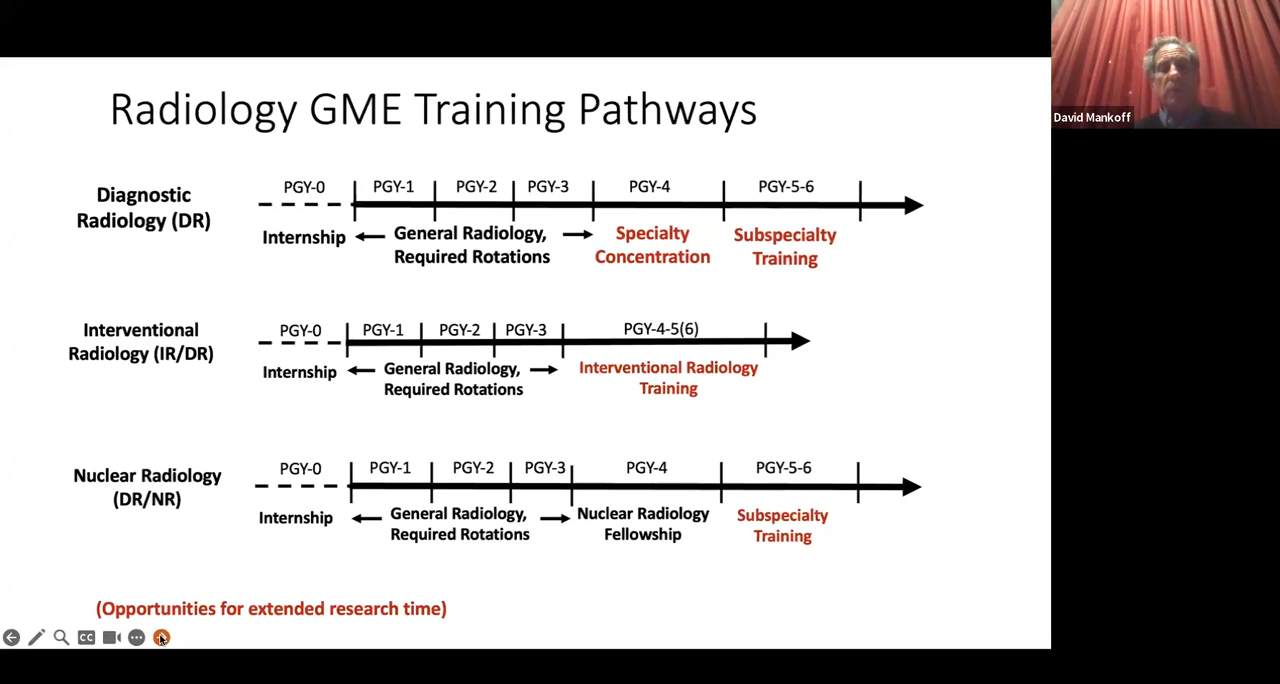 David Mankoff
Radiology GME Training Pathways
Diagnostic
Radiology (DR)
PGY-0
PGY-1
PGY-2
PGY-3
PGY-4
PGY-5-6
Internship
General Radiology,
Required Rotations
Specialty
Concentration
Subspecialty
Training
Interventional
Radiology (IR/DR)
PGY-0
PGY-1
PGY-2
PGY-3
PGY-4-5(6)
Internship
General Radiology,
Required Rotations
Interventional Radiology
Training
Nuclear Radiology
(DR/NR)
PGY-0
PGY-1
PGY-2
PGY-3
PGY-4
PGY-5-6
Internship
General Radiology,
Required Rotations
Nuclear Radiology
Fellowship
Subspecialty
Training
(Opportunities for extended research time)
CC